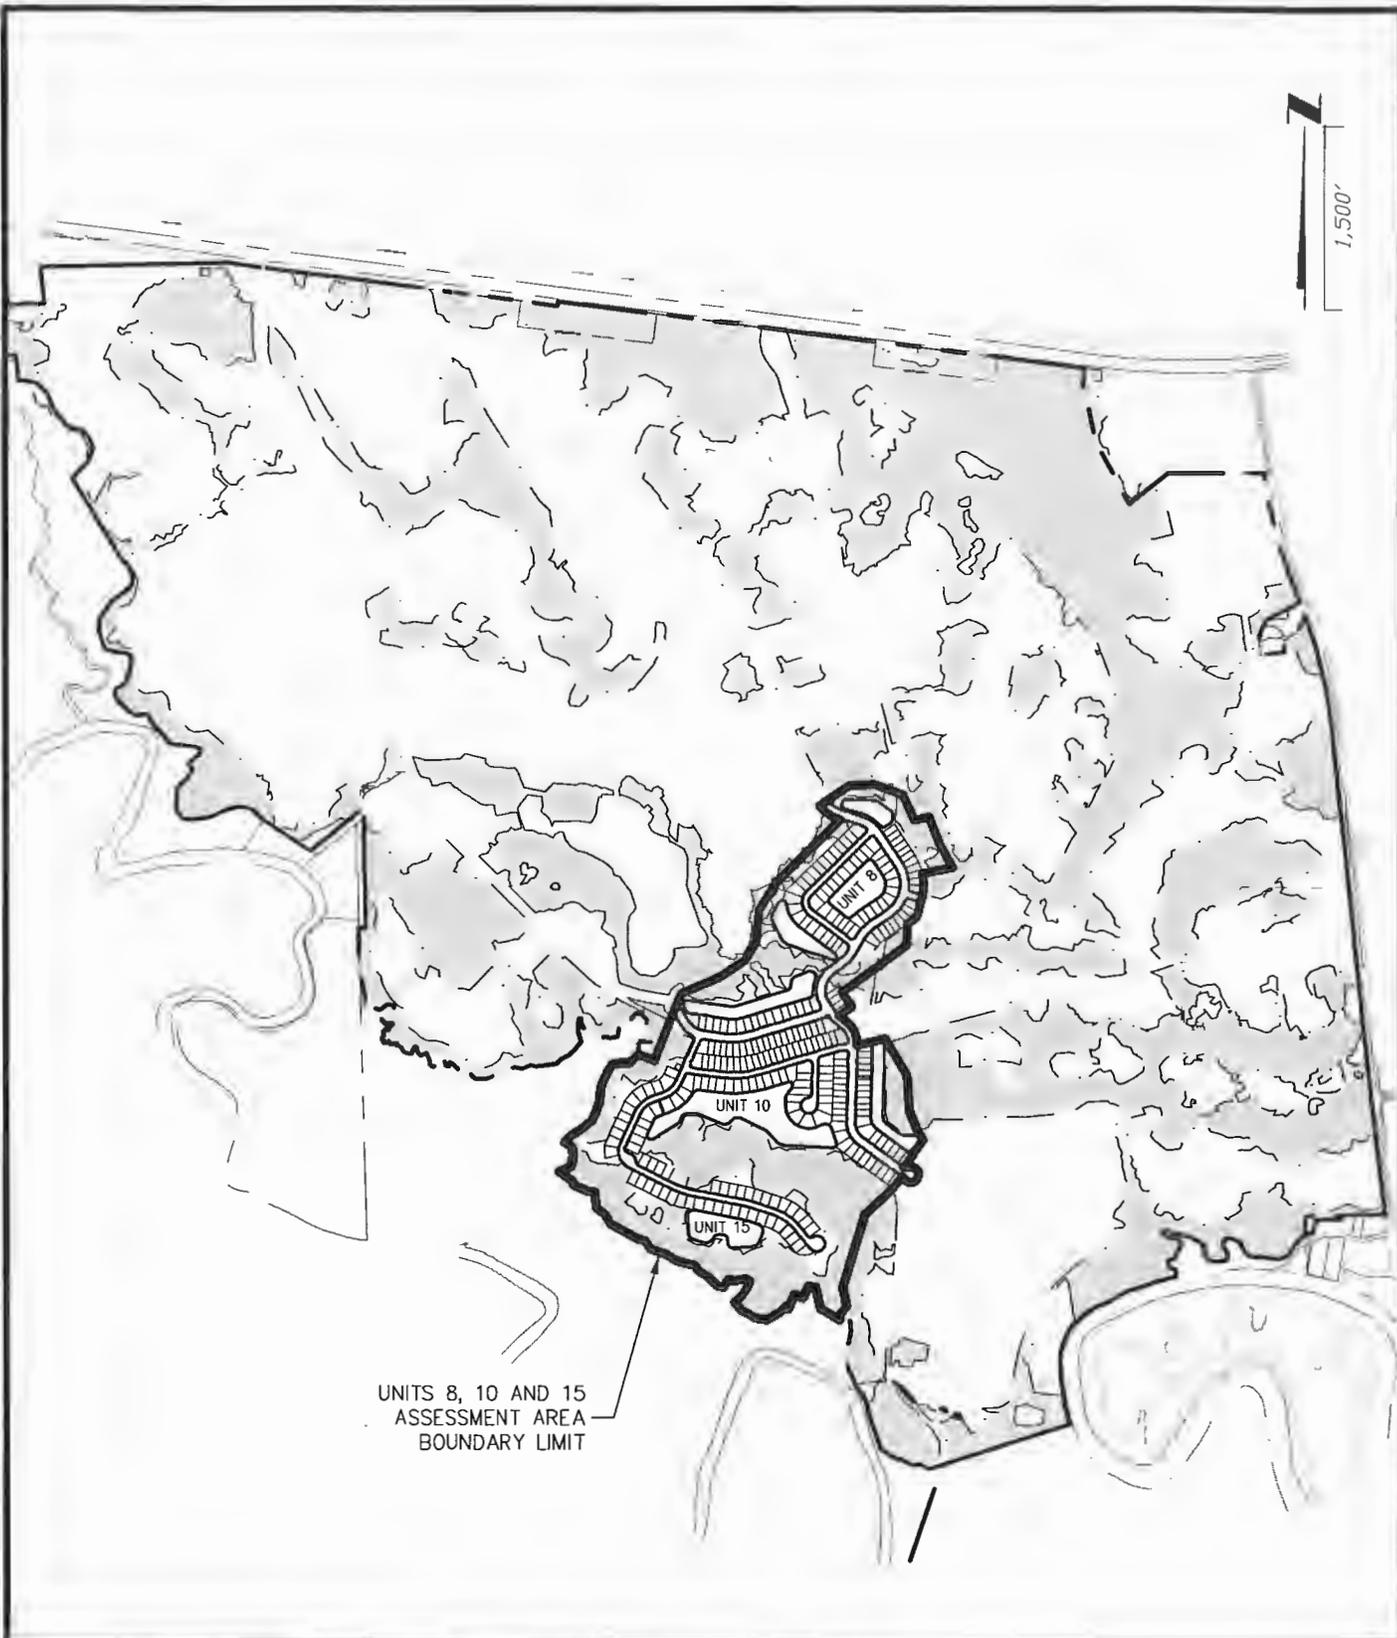 N
1,500'
UNIT 8
UNIT 10
UNIT 15
UNITS 8, 10 AND 15
ASSESSMENT AREA
BOUNDARY LIMIT